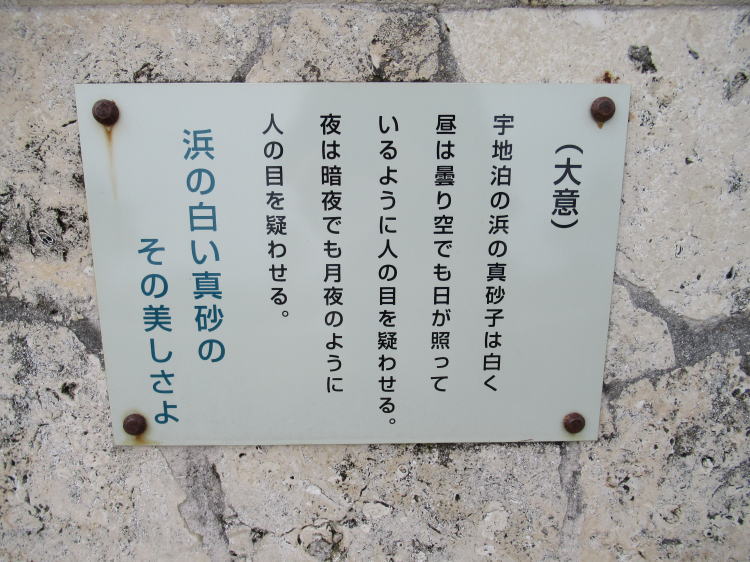 （大意）
宇地泊の浜の真砂子は白く
昼は曇り空でも日が照って
いるように人の目を疑わせる。
夜は暗夜でも月夜のように
人の目を疑わせる。
浜の白い真砂の
その美しさよ